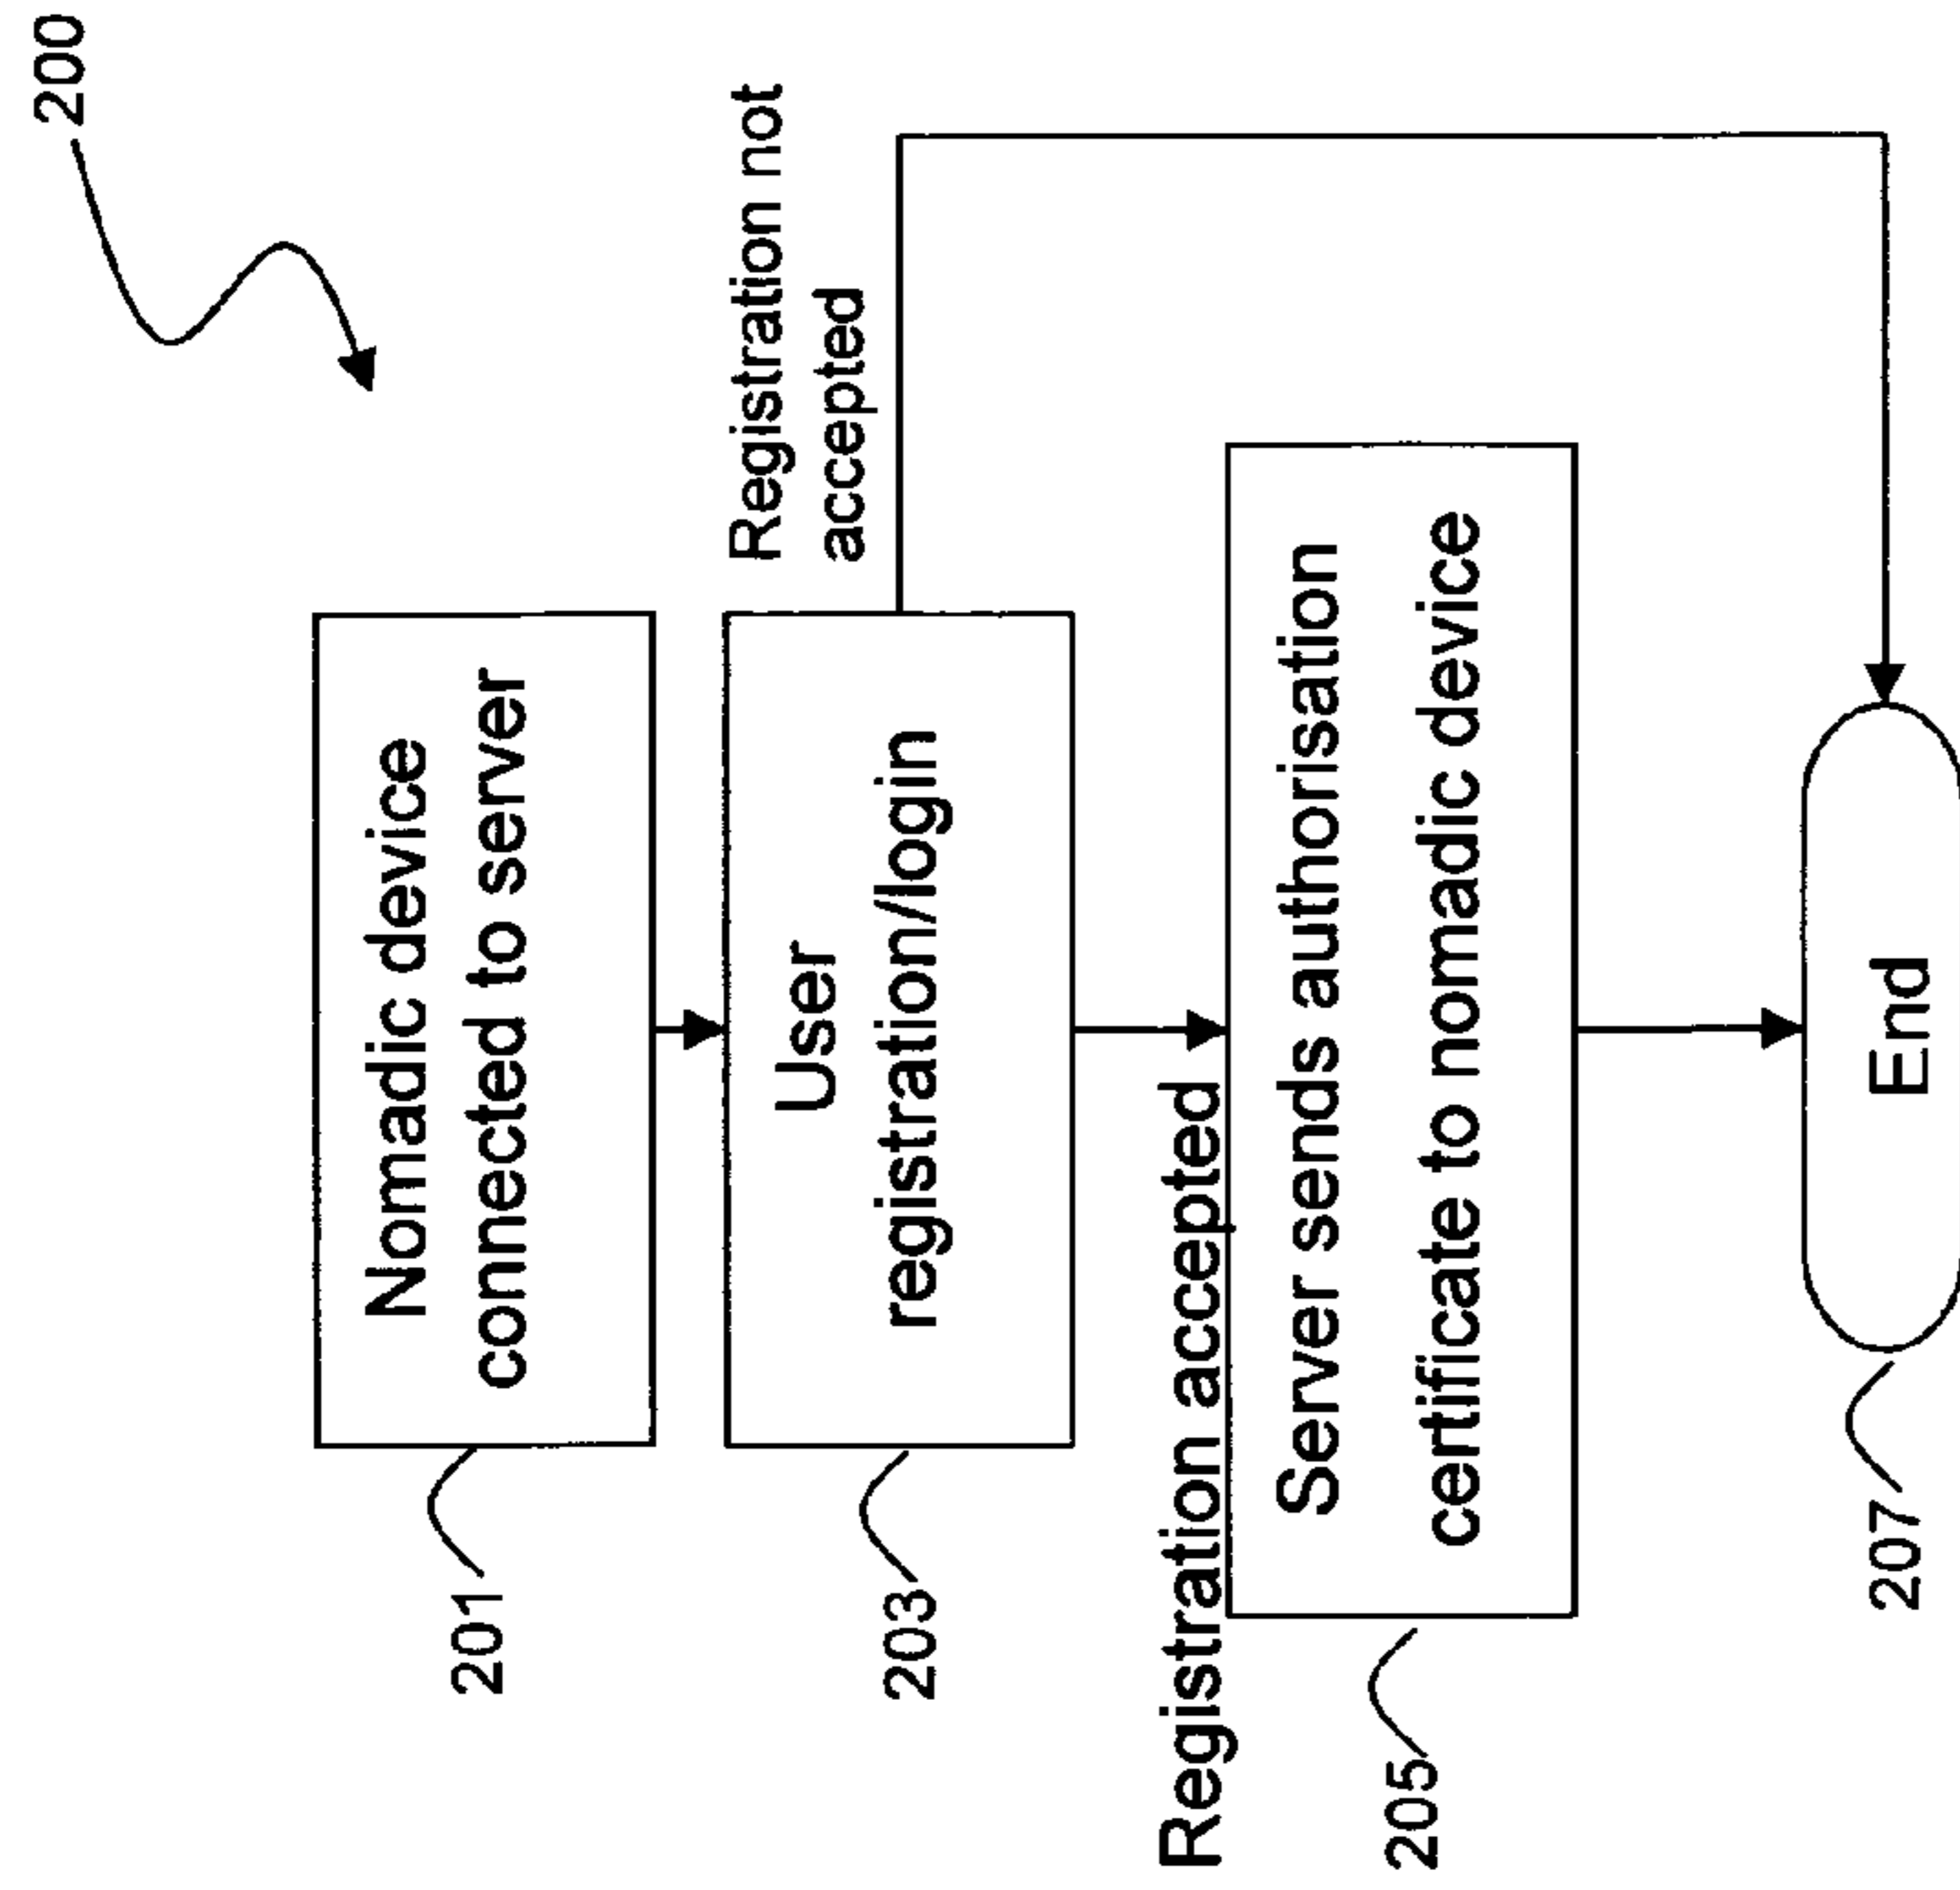 200
Nomadic device
connected to server
201
Registration not
accepted
User
registration/login
203
Registration accepted
Server sends authorisation
certificate to nomadic device
205
End
207